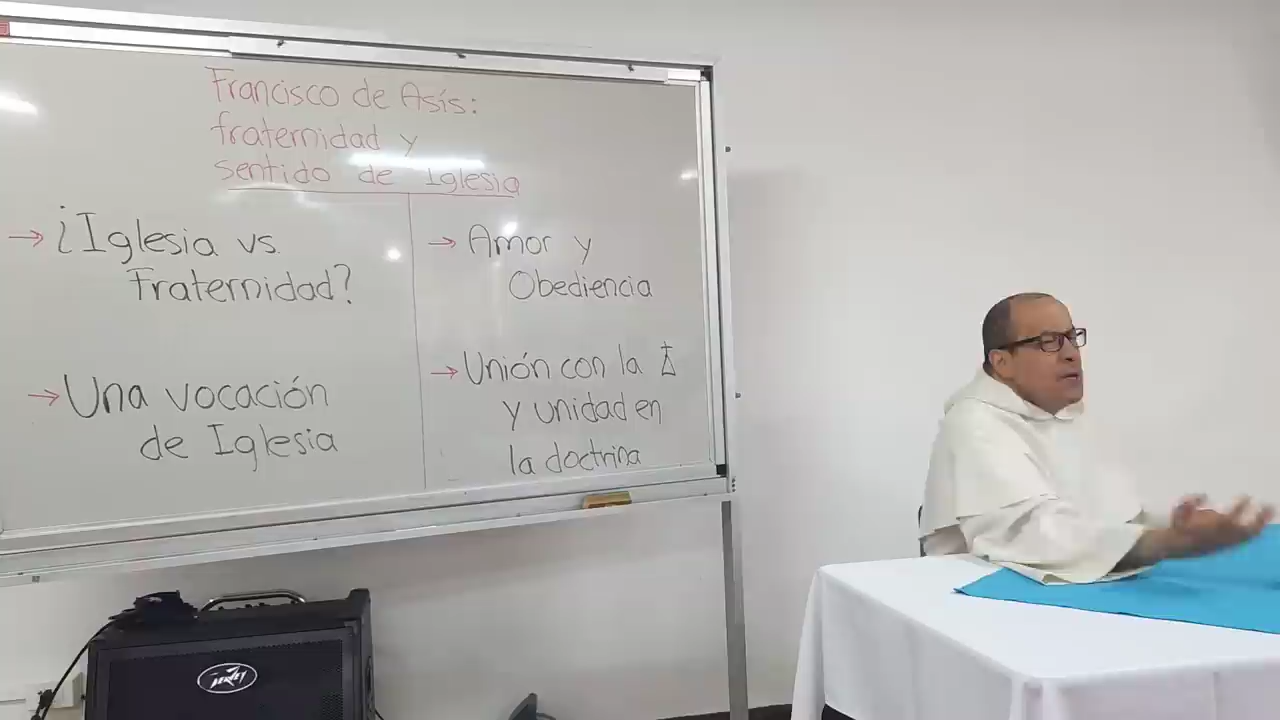 Francisco de Asís:
fraternidad y
sentido de Iglesia
→ ¿Iglesia vs.
Fraternidad?
→ Una vocación
de Iglesia
→ Amor y
Obediencia
→ Unión con la
y unidad en
la doctrina
PEAVEY